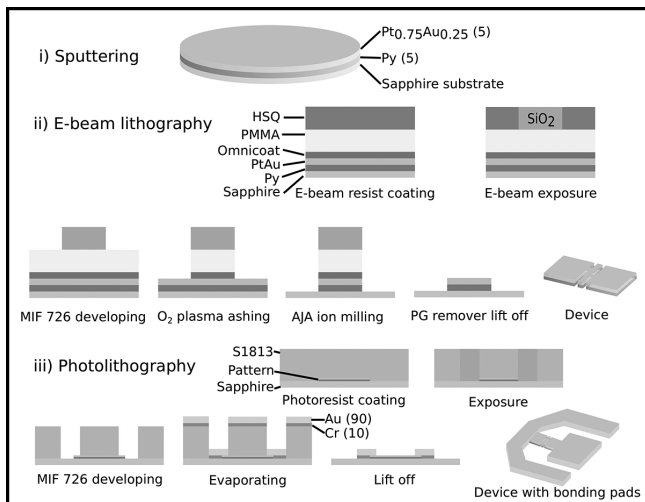 Pt0.75Au0.25 (5)
i) Sputtering
Py (5)
Sapphire substrate
ii) E-beam lithography
HSQ
PMMA
Omnicoat
PtAu
Py
Sapphire
E-beam resist coating
SiO2
E-beam exposure
MIF 726 developing
O2 plasma ashing
AJA ion milling
PG remover lift off
Device
iii) Photolithography
S1813
Pattern
Sapphire
Photoresist coating
Exposure
Au (90)
Cr (10)
MIF 726 developing
Evaporating
Lift off
Device with bonding pads